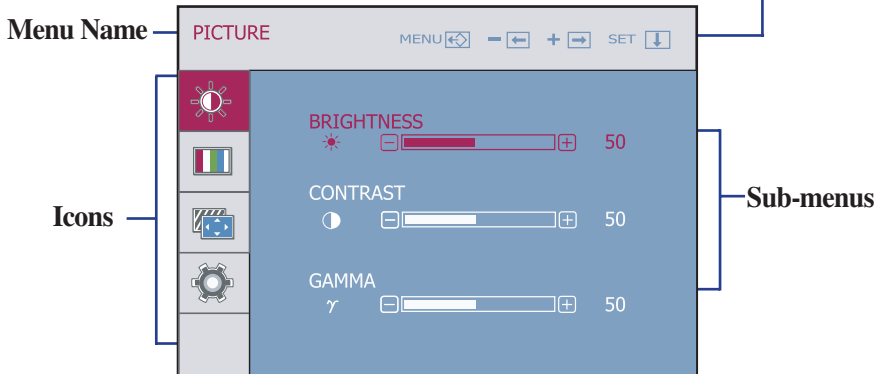 Menu Name
PICTURE
MENU - + SET
BRIGHTNESS
50
CONTRAST
50
Sub-menus
Icons
GAMMA
γ
50